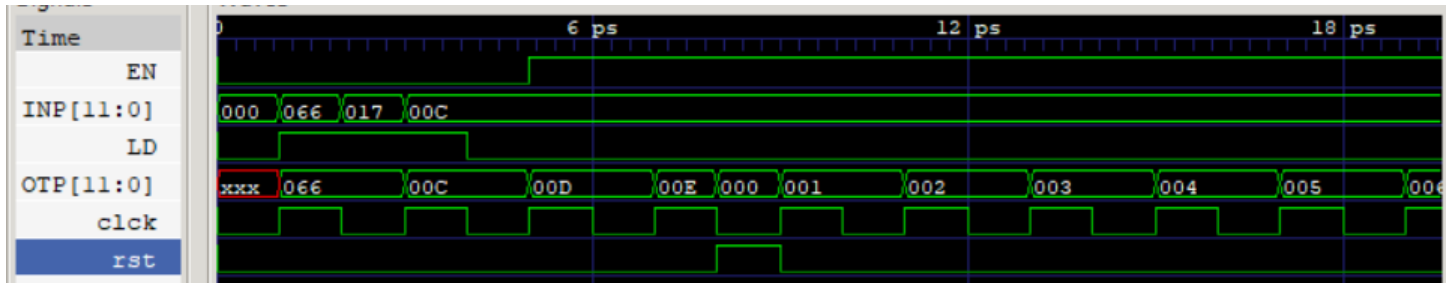 Time
6 ps 12 ps 18 ps
EN
INP[11:0] 000 066 017 00C
LD
OTP[11:0] xxx 066 00C 00D 00E 000 001 002 003 004 005 006
clck
rst